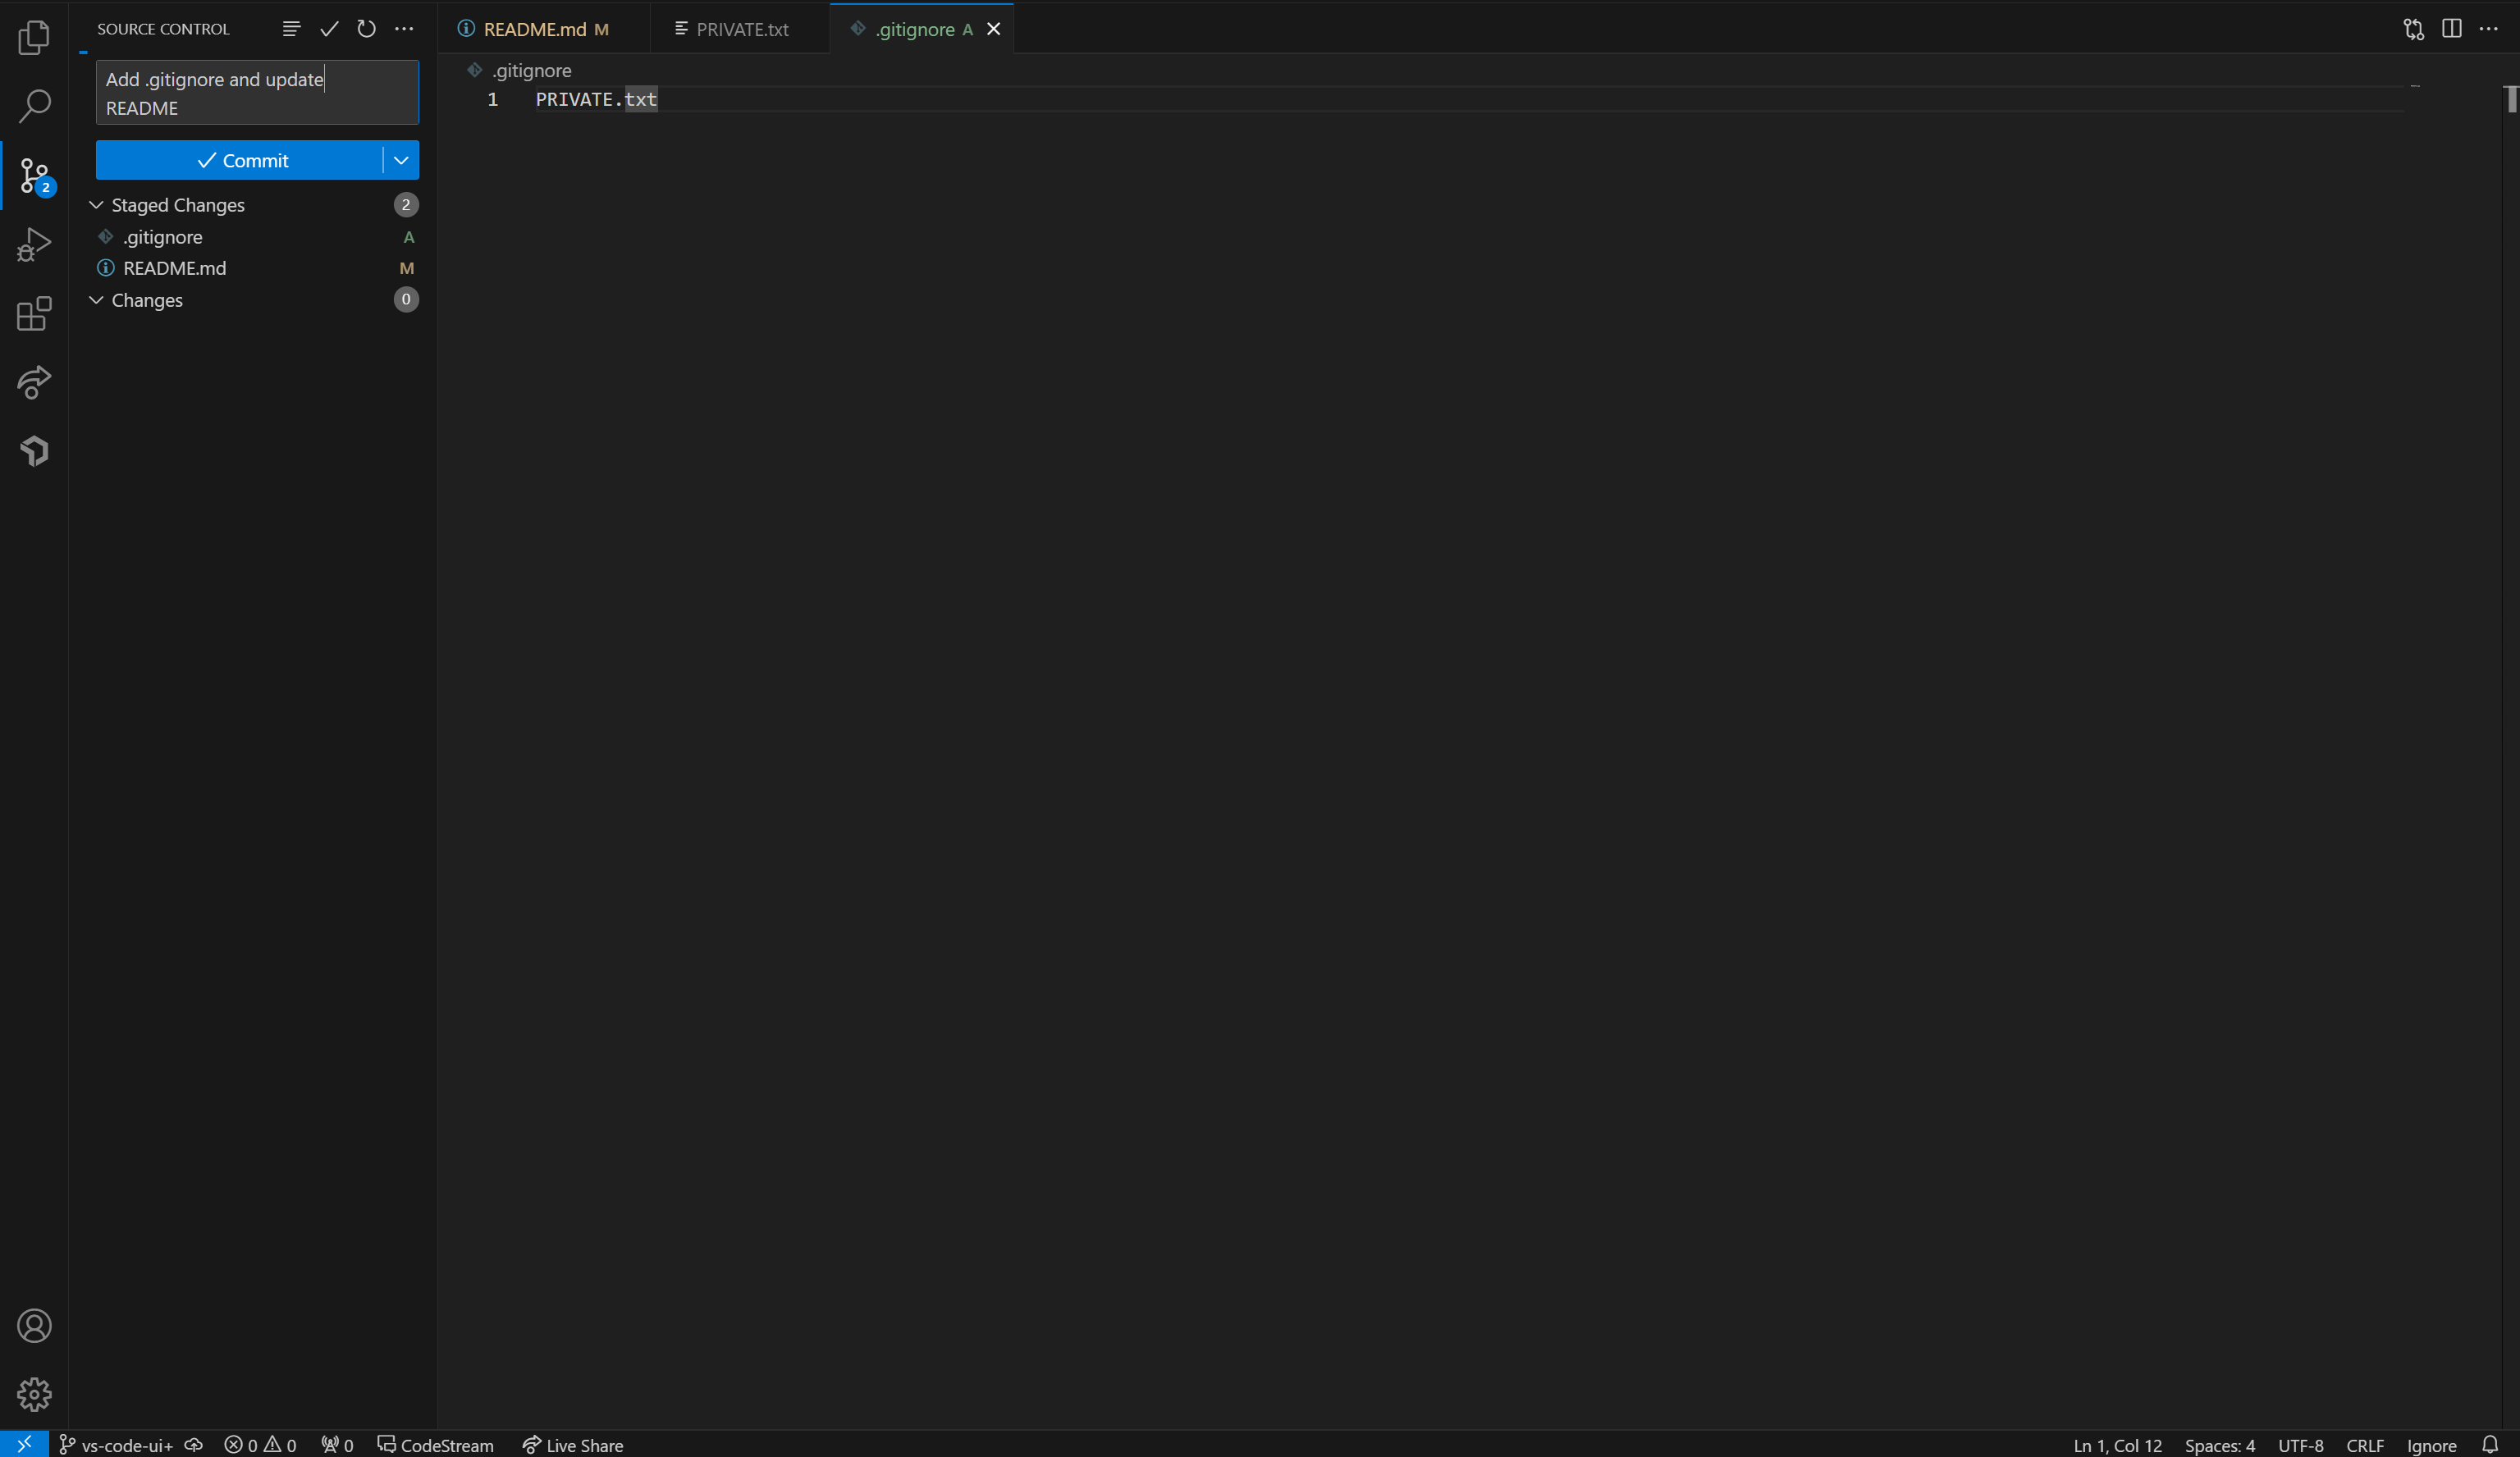 SOURCE CONTROL
README.md M
PRIVATE.txt
.gitignore A
Add .gitignore and update
README
Commit
Staged Changes 2
.gitignore A
README.md M
Changes 0
2
.gitignore
1 PRIVATE.txt
vs-code-ui+ 0 0 0 CodeStream Live Share
Ln 1, Col 12 Spaces: 4 UTF-8 CRLF Ignore